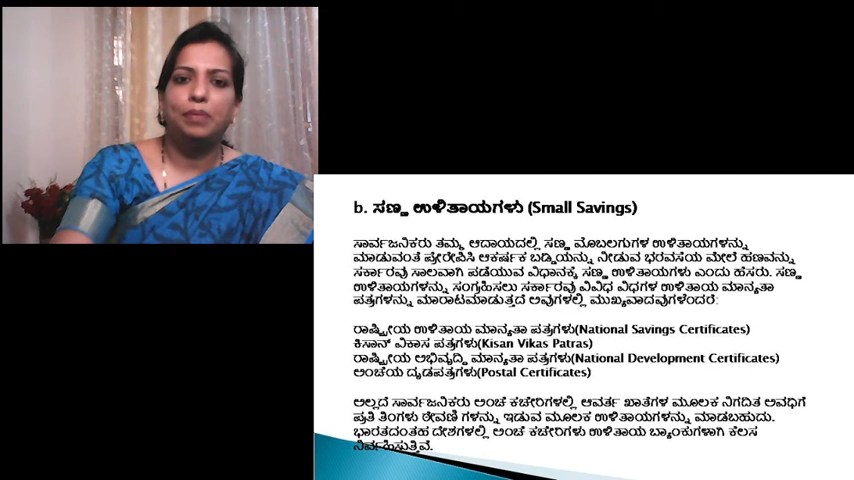 b. ಸಣ್ಣ ಉಳಿತಾಯಗಳು (Small Savings)
ಸಾರ್ವಜನಿಕರು ತಮ್ಮ ಆದಾಯದಲ್ಲಿ ಸಣ್ಣ ಮೊಬಲಗುಗಳ ಉಳಿತಾಯಗಳನ್ನು
ಮಾಡುವಂತೆ ಪ್ರೇರೇಪಿಸಿ ಆಕರ್ಷಕ ಬಡ್ಡಿಯನ್ನು ನೀಡುವ ಭರವಸೆಯ ಮೇಲೆ ಹಣವನ್ನು
ಸರ್ಕಾರವು ಸಾಲವಾಗಿ ಪಡೆಯುವ ವಿಧಾನಕ್ಕೆ ಸಣ್ಣ ಉಳಿತಾಯಗಳು ಎಂದು ಹೆಸರು. ಸಣ್ಣ
ಉಳಿತಾಯಗಳನ್ನು ಸಂಗ್ರಹಿಸಲು ಸರ್ಕಾರವು ವಿವಿಧ ವಿಧಗಳ ಉಳಿತಾಯ ಮಾನ್ಯತಾ
ಪತ್ರಗಳನ್ನು ಮಾರಾಟಮಾಡುತ್ತದೆ ಅವುಗಳಲ್ಲಿ ಮುಖ್ಯವಾದವುಗಳೆಂದರೆ:
ರಾಷ್ಟ್ರೀಯ ಉಳಿತಾಯ ಮಾನ್ಯತಾ ಪತ್ರಗಳು(National Savings Certificates)
ಕಿಸಾನ್ ವಿಕಾಸ ಪತ್ರಗಳು(Kisan Vikas Patras)
ರಾಷ್ಟ್ರೀಯ ಅಭಿವೃದ್ಧಿ ಮಾನ್ಯತಾ ಪತ್ರಗಳು(National Development Certificates)
ಅಂಚೆಯ ದೃಡಪತ್ರಗಳು(Postal Certificates)
ಅಲ್ಲದೆ ಸಾರ್ವಜನಿಕರು ಅಂಚೆ ಕಚೇರಿಗಳಲ್ಲಿ ಆವರ್ತ ಖಾತೆಗಳ ಮೂಲಕ ನಿಗದಿತ ಅವಧಿಗೆ
ಪ್ರತಿ ತಿಂಗಳು ಠೇವಣಿ ಗಳನ್ನು ಇಡುವ ಮೂಲಕ ಉಳಿತಾಯಗಳನ್ನು ಮಾಡಬಹುದು.
ಭಾರತದಂತಹ ದೇಶಗಳಲ್ಲಿ ಅಂಚೆ ಕಚೇರಿಗಳು ಉಳಿತಾಯ ಬ್ಯಾಂಕುಗಳಾಗಿ ಕೆಲಸ
ನಿರ್ವಹಿಸುತ್ತಿವೆ.